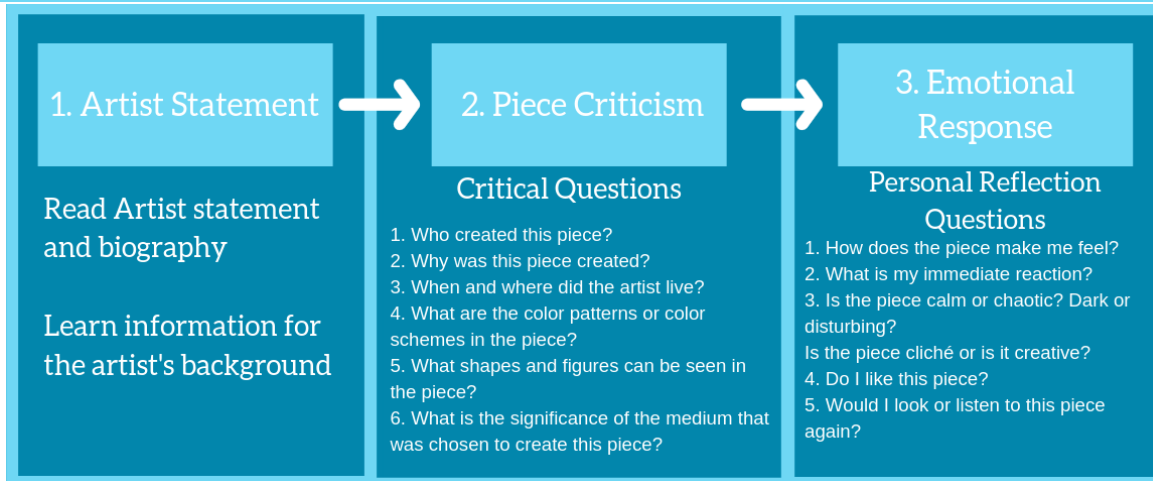 1. Artist Statement
Read Artist statement
and biography
Learn information for
the artist's background
2. Piece Criticism
Critical Questions
1. Who created this piece?
2. Why was this piece created?
3. When and where did the artist live?
4. What are the color patterns or color
schemes in the piece?
5. What shapes and figures can be seen in
the piece?
6. What is the significance of the medium that
was chosen to create this piece?
3. Emotional
Response
Personal Reflection
Questions
1. How does the piece make me feel?
2. What is my immediate reaction?
3. Is the piece calm or chaotic? Dark or
disturbing?
Is the piece cliché or is it creative?
4. Do I like this piece?
5. Would I look or listen to this piece
again?